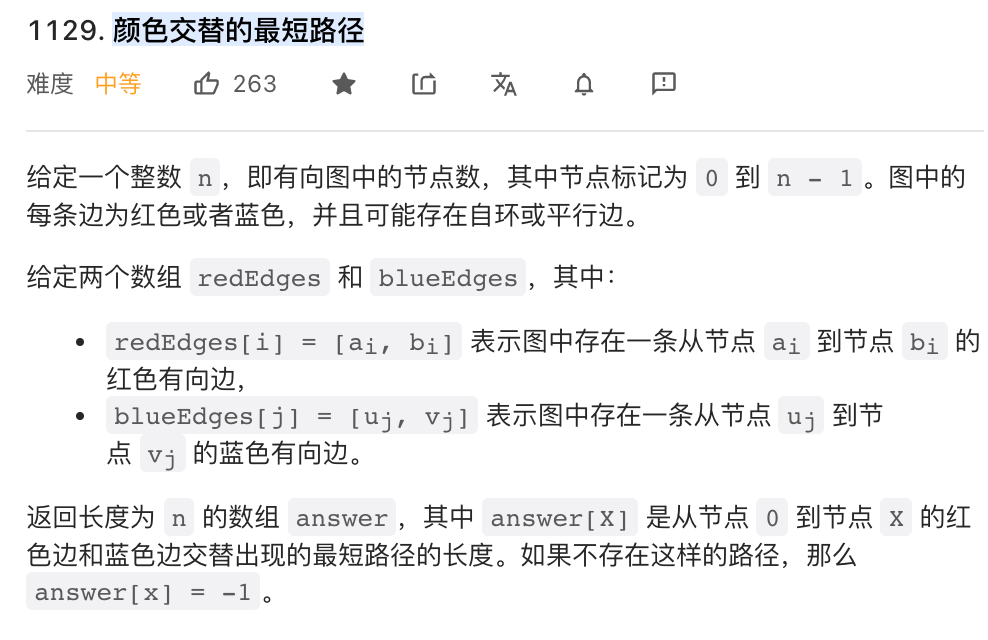 1129. 颜色交替的最短路径
难度 中等 263
给定一个整数 n，即有向图中的节点数，其中节点标记为 0 到 n - 1。图中的
每条边为红色或者蓝色，并且可能存在自环或平行边。
给定两个数组 redEdges 和 blueEdges，其中：
• redEdges[i] = [ai, bi] 表示图中存在一条从节点 ai 到节点 bi 的
红色有向边，
• blueEdges[j] = [uj, vj] 表示图中存在一条从节点 uj 到节
点 vj 的蓝色有向边。
返回长度为 n 的数组 answer，其中 answer[X] 是从节点 0 到节点 X 的红
色边和蓝色边交替出现的最短路径的长度。如果不存在这样的路径，那么
answer[x] = -1。